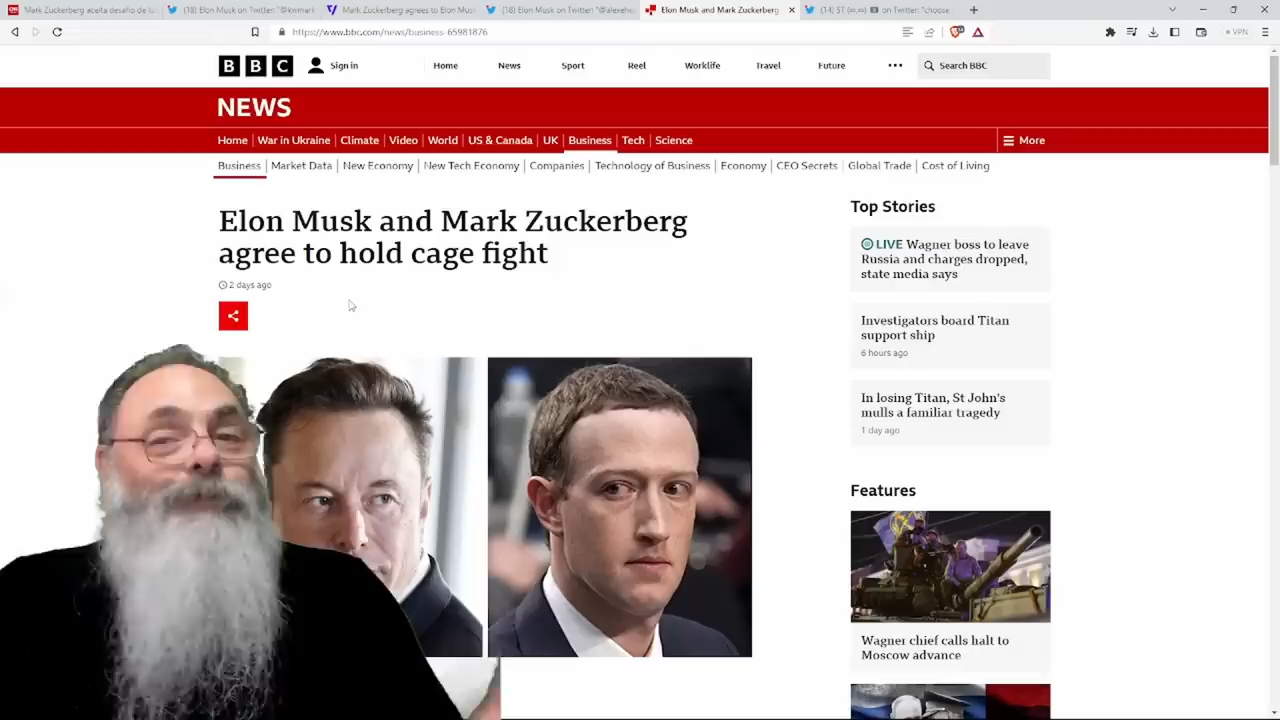 Mark Zuckerberg aceita desafio de lu
(18) Elon Musk on Twitter: "@kwmark
Mark Zuckerberg agrees to Elon Mus
(18) Elon Musk on Twitter: "@alexehe
Elon Musk and Mark Zuckerberg
(14) ST on Twitter: "choose
https://www.bbc.com/news/business-65981876
VPN
BBC
Sign in
Home
News
Sport
Reel
Worklife
Travel
Future
Search BBC
NEWS
Home
War in Ukraine
Climate
Video
World
US & Canada
UK
Business
Tech
Science
More
Business
Market Data
New Economy
New Tech Economy
Companies
Technology of Business
Economy
CEO Secrets
Global Trade
Cost of Living
Elon Musk and Mark Zuckerberg
agree to hold cage fight
2 days ago
Top Stories
LIVE Wagner boss to leave
Russia and charges dropped,
state media says
Investigators board Titan
support ship
6 hours ago
In losing Titan, St John's
mulls a familiar tragedy
1 day ago
Features
Wagner chief calls halt to
Moscow advance